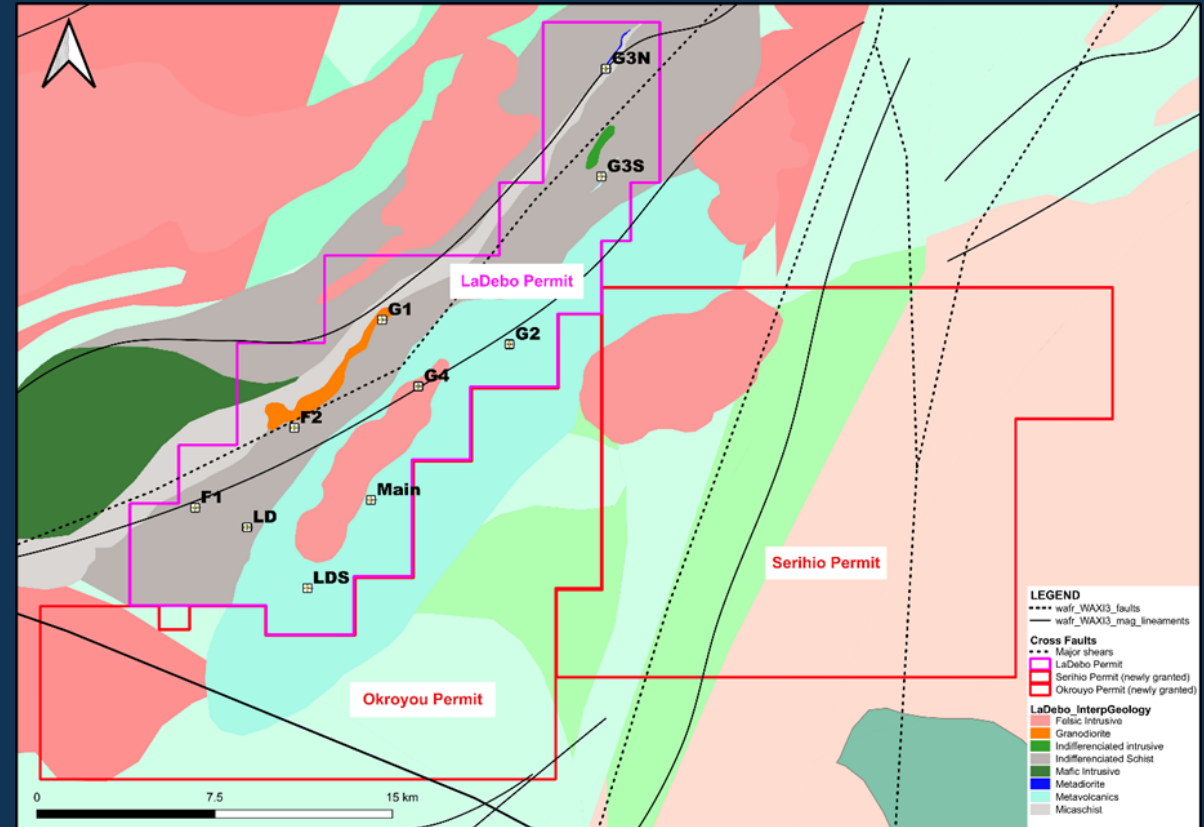 G3N
G3S
LaDebo Permit
G1
G2
G4
F2
Main
F1
LD
LDS
Serihio Permit
Okroyou Permit
0 7.5 15 km
LEGEND
wafr_WAXI3_faults
wafr_WAXI3_mag_lineaments
Cross Faults
Major shears
LaDebo Permit
Serihio Permit (newly granted)
Okrouyo Permit (newly granted)
LaDebo_InterpGeology
Felsic Intrusive
Granodiorite
Indifferenciated intrusive
Indifferenciated Schist
Mafic Intrusive
Metadiorite
Metavolcanics
Micaschist